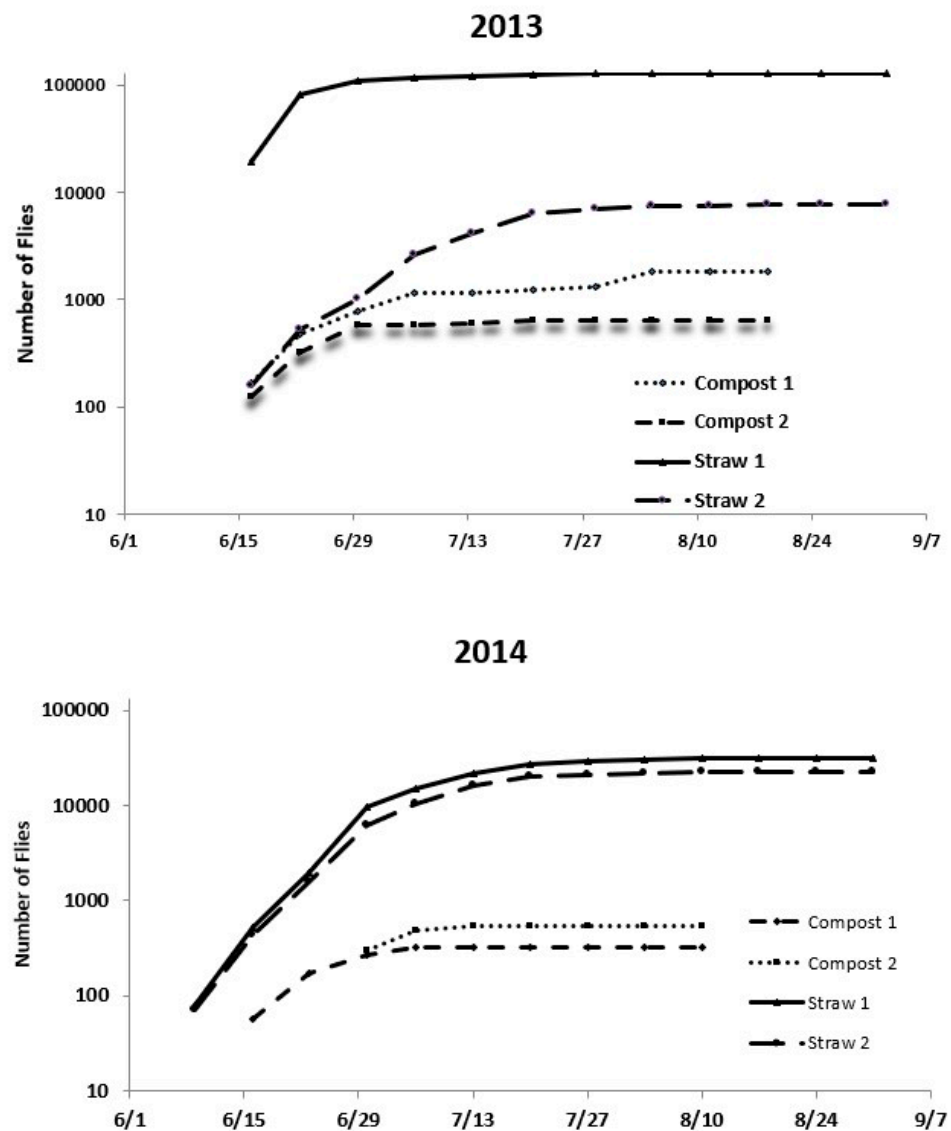 2013
100000
10000
1000
100
10
Number of Flies
Compost 1
Compost 2
Straw 1
Straw 2
6/1 6/15 6/29 7/13 7/27 8/10 8/24 9/7
2014
100000
10000
1000
100
10
Number of Flies
Compost 1
Compost 2
Straw 1
Straw 2
6/1 6/15 6/29 7/13 7/27 8/10 8/24 9/7